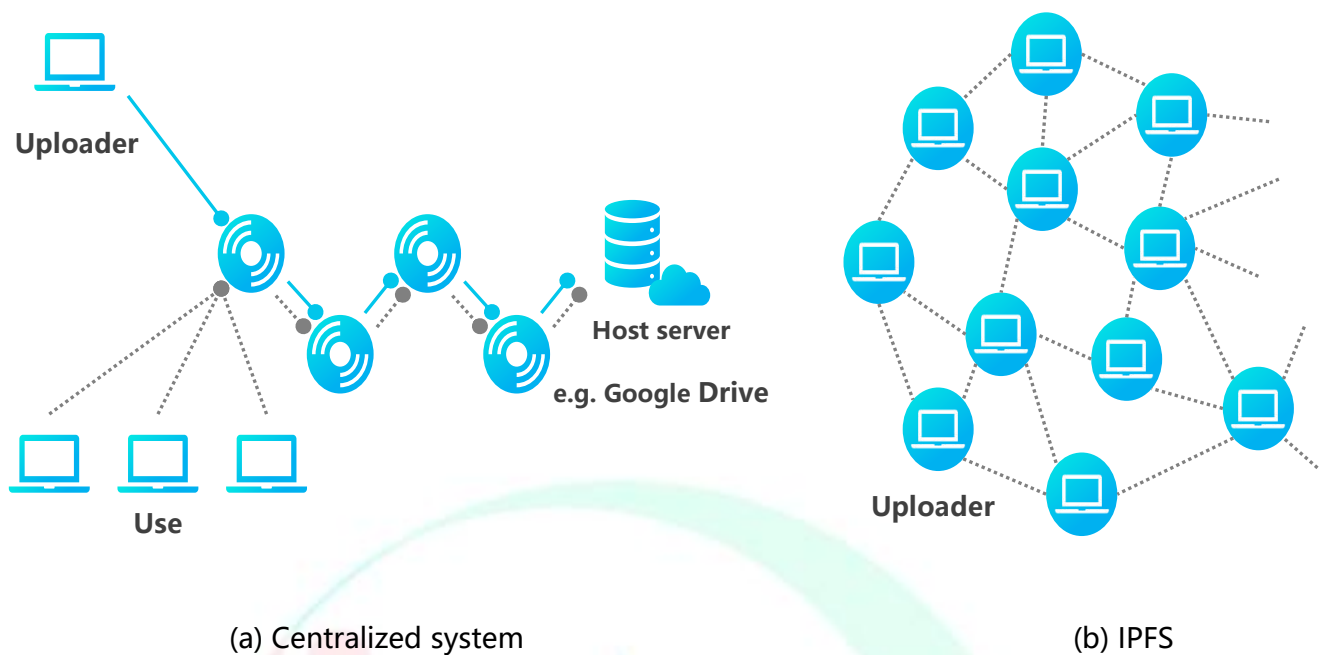 Uploader
Host server
e.g. Google Drive
Use
Uploader
(a) Centralized system
(b) IPFS